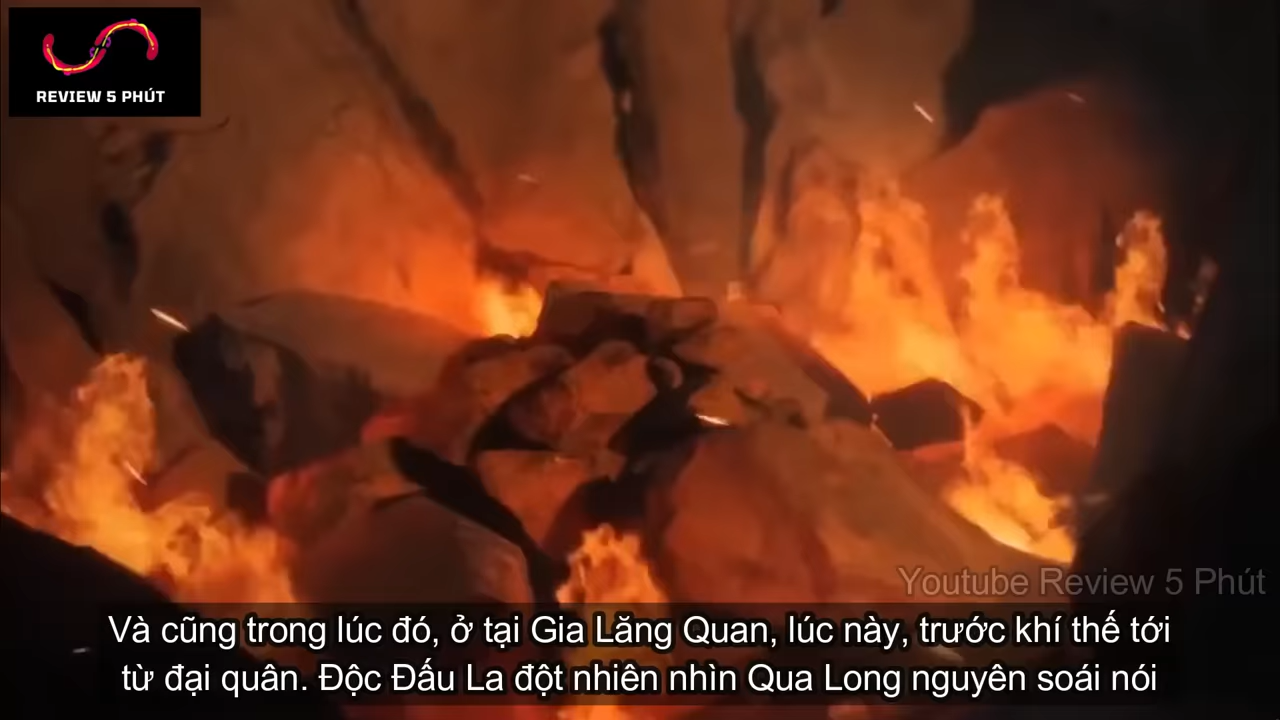 REVIEW 5 PHÚT
Youtube Review 5 Phút
Và cũng trong lúc đó, ở tại Gia Lăng Quan, lúc này, trước khí thế tới
từ đại quân. Độc Đấu La đột nhiên nhìn Qua Long nguyên soái nói